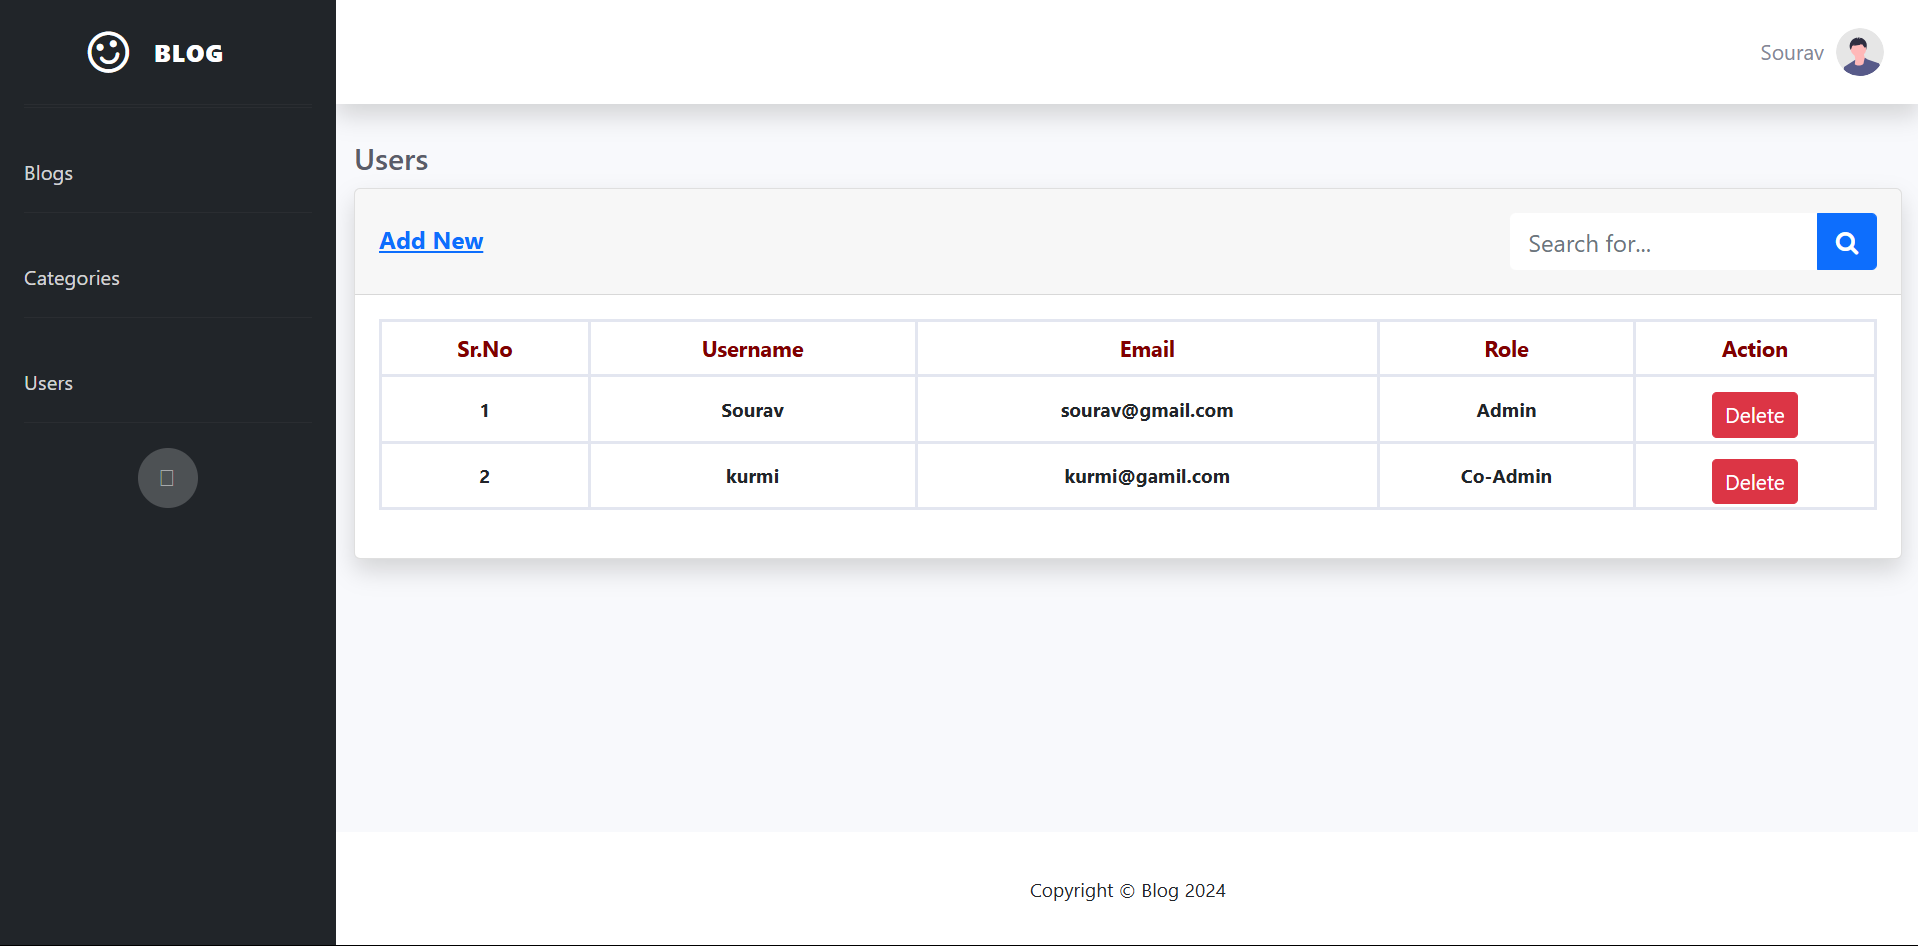 BLOG
Blogs
Categories
Users
Sourav
Users
Add New
Search for...
Sr.No Username Email Role Action
1 Sourav sourav@gmail.com Admin Delete
2 kurmi kurmi@gamil.com Co-Admin Delete
Copyright © Blog 2024